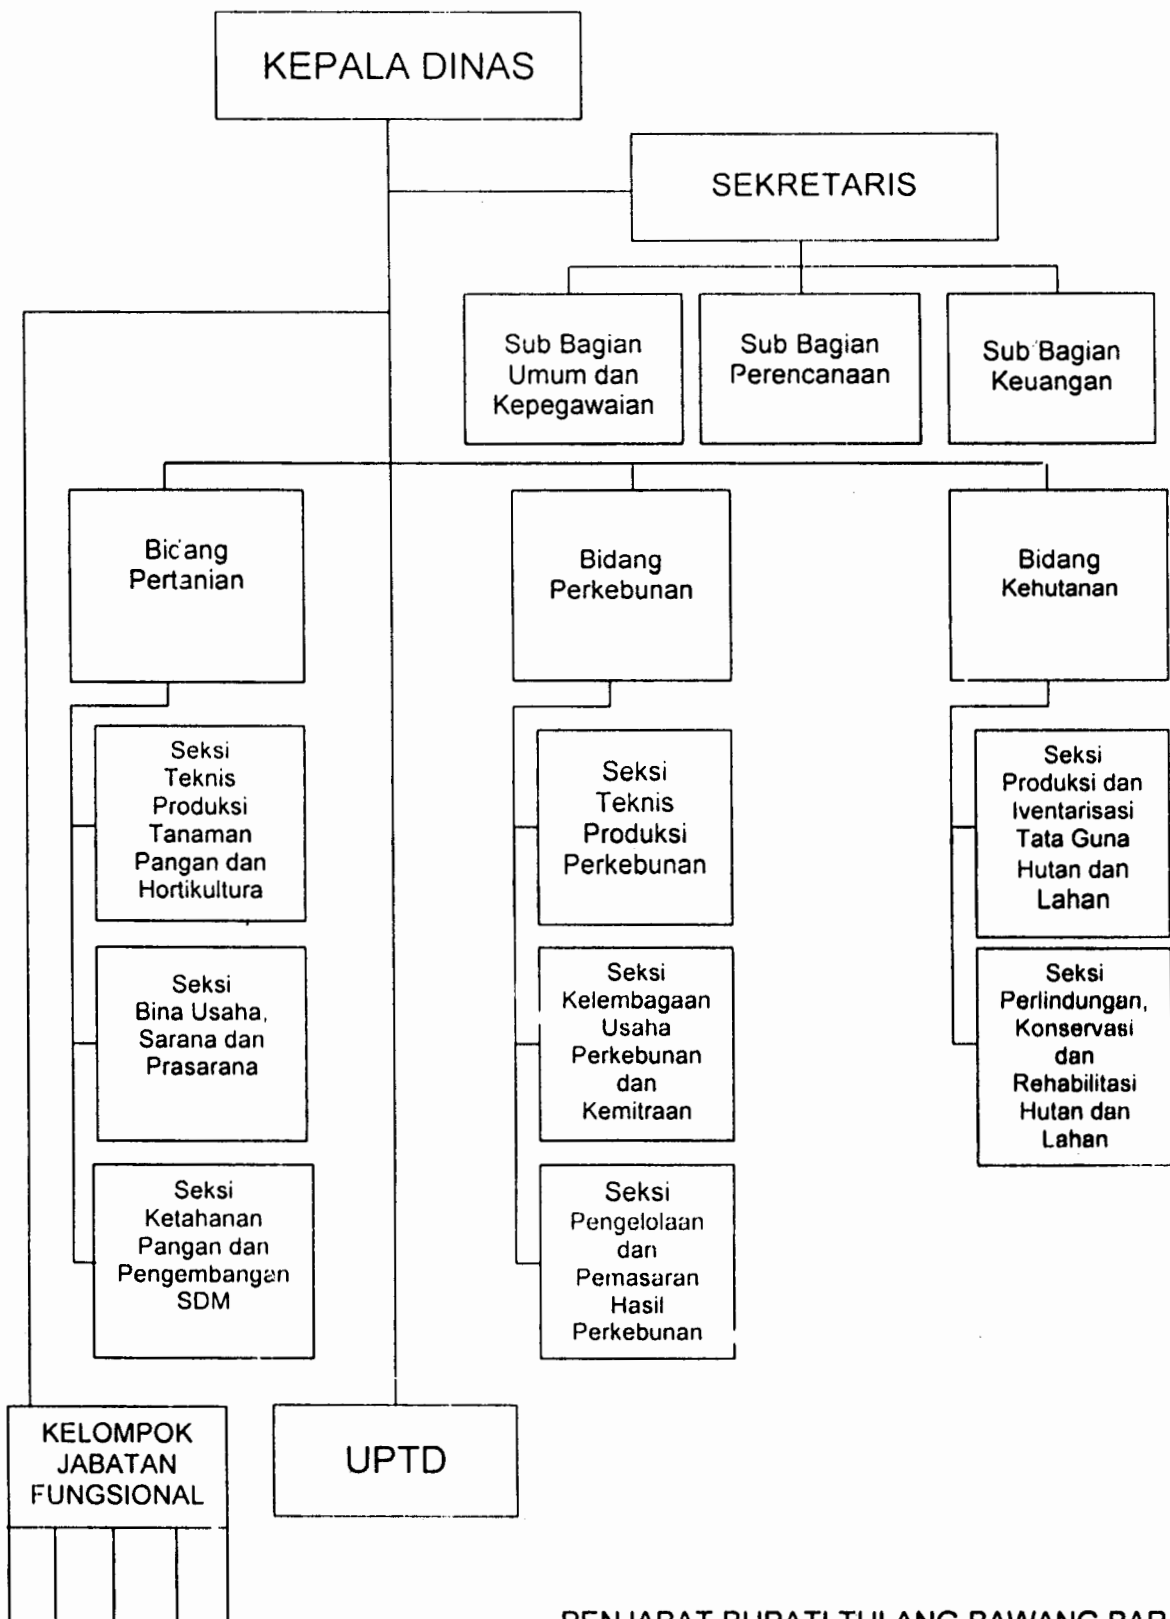 KEPALA DINAS
SEKRETARIS
Sub Bagian
Umum dan
Kepegawaian
Sub Bagian
Perencanaan
Sub Bagian
Keuangan
Bidang
Pertanian
Bidang
Perkebunan
Bidang
Kehutanan
Seksi
Teknis
Produksi
Tanaman
Pangan dan
Hortikultura
Seksi
Bina Usaha,
Sarana dan
Prasarana
Seksi
Ketahanan
Pangan dan
Pengembangan
SDM
Seksi
Teknis
Produksi
Perkebunan
Seksi
Kelembagaan
Usaha
Perkebunan
dan
Kemitraan
Seksi
Pengelolaan
dan
Pemasaran
Hasil
Perkebunan
Seksi
Produksi dan
Iventarisasi
Tata Guna
Hutan dan
Lahan
Seksi
Perlindungan,
Konservasi
dan
Rehabilitasi
Hutan dan
Lahan
KELOMPOK
JABATAN
FUNGSIONAL
UPTD
PENJABAT BUPATI TULANG BAWANG